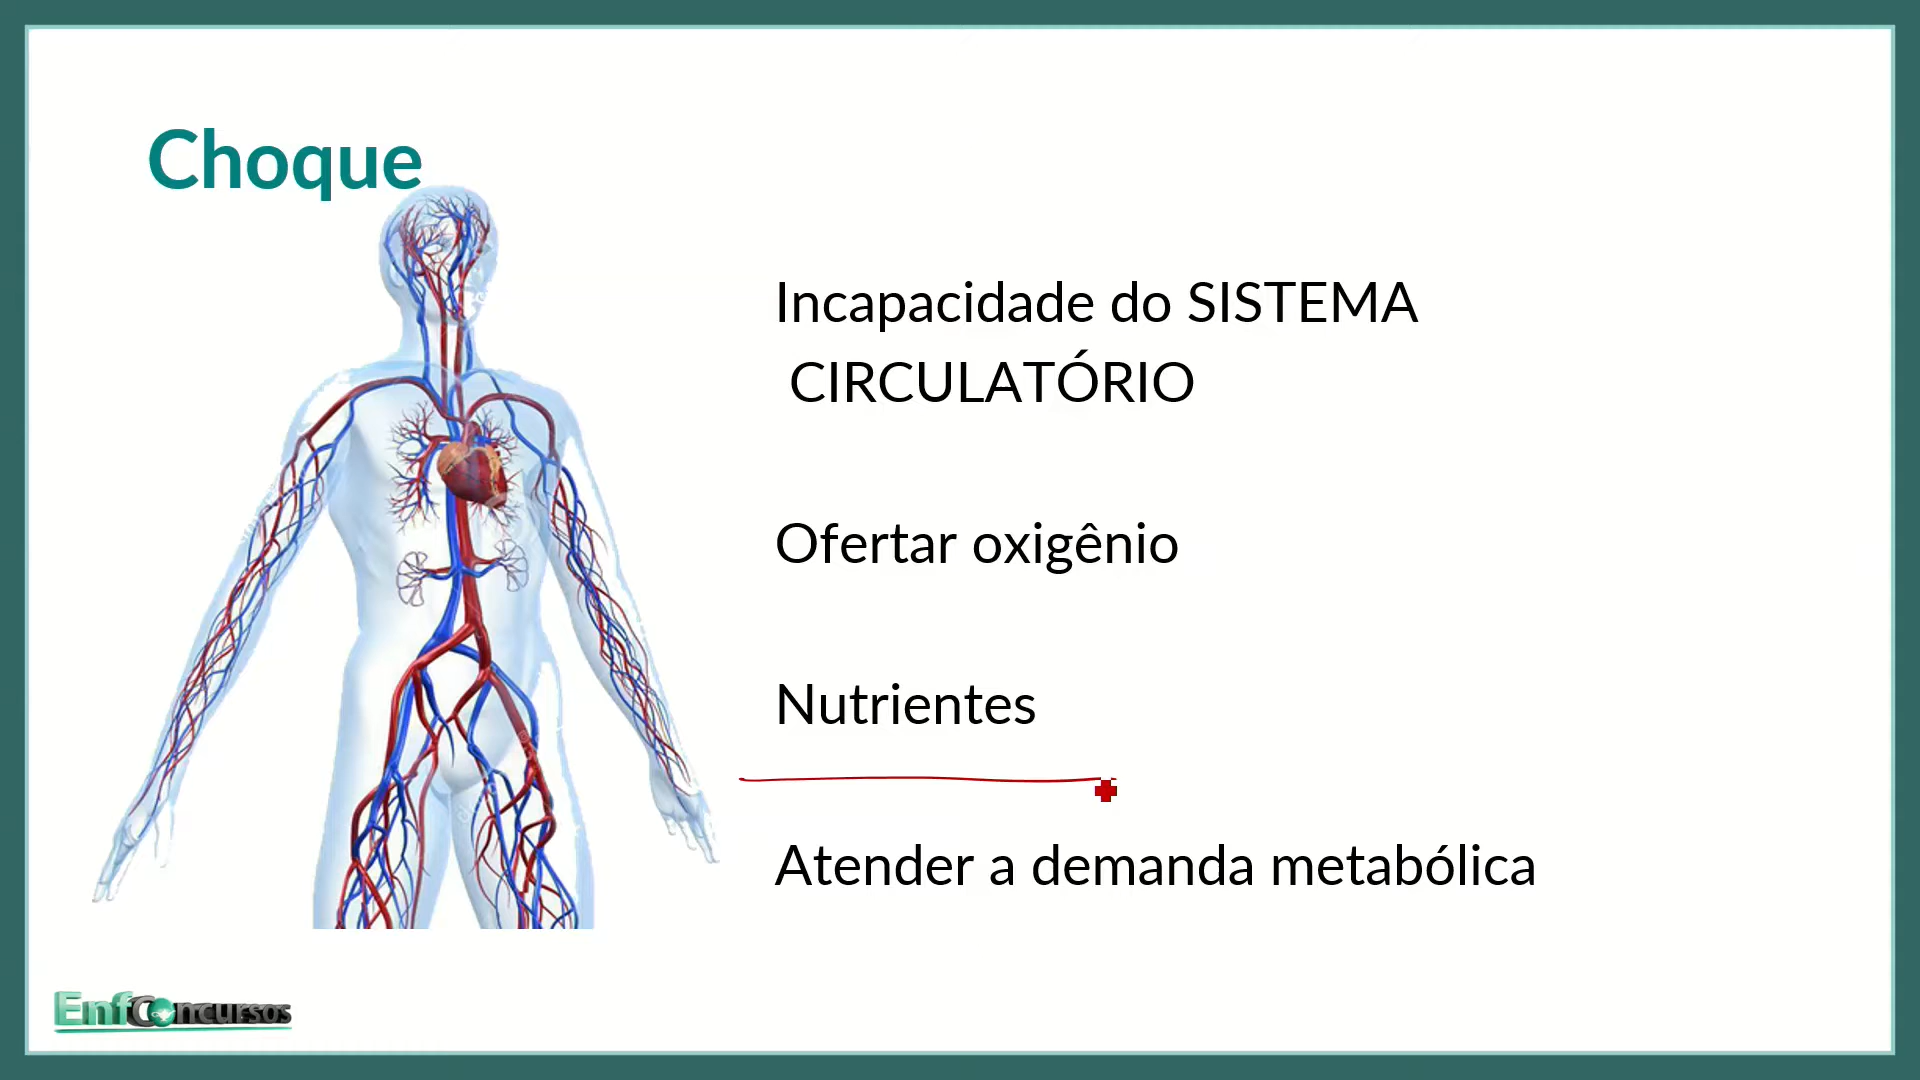 Choque
Incapacidade do SISTEMA
CIRCULATÓRIO
Ofertar oxigênio
Nutrientes
Atender a demanda metabólica
EnfConcursos